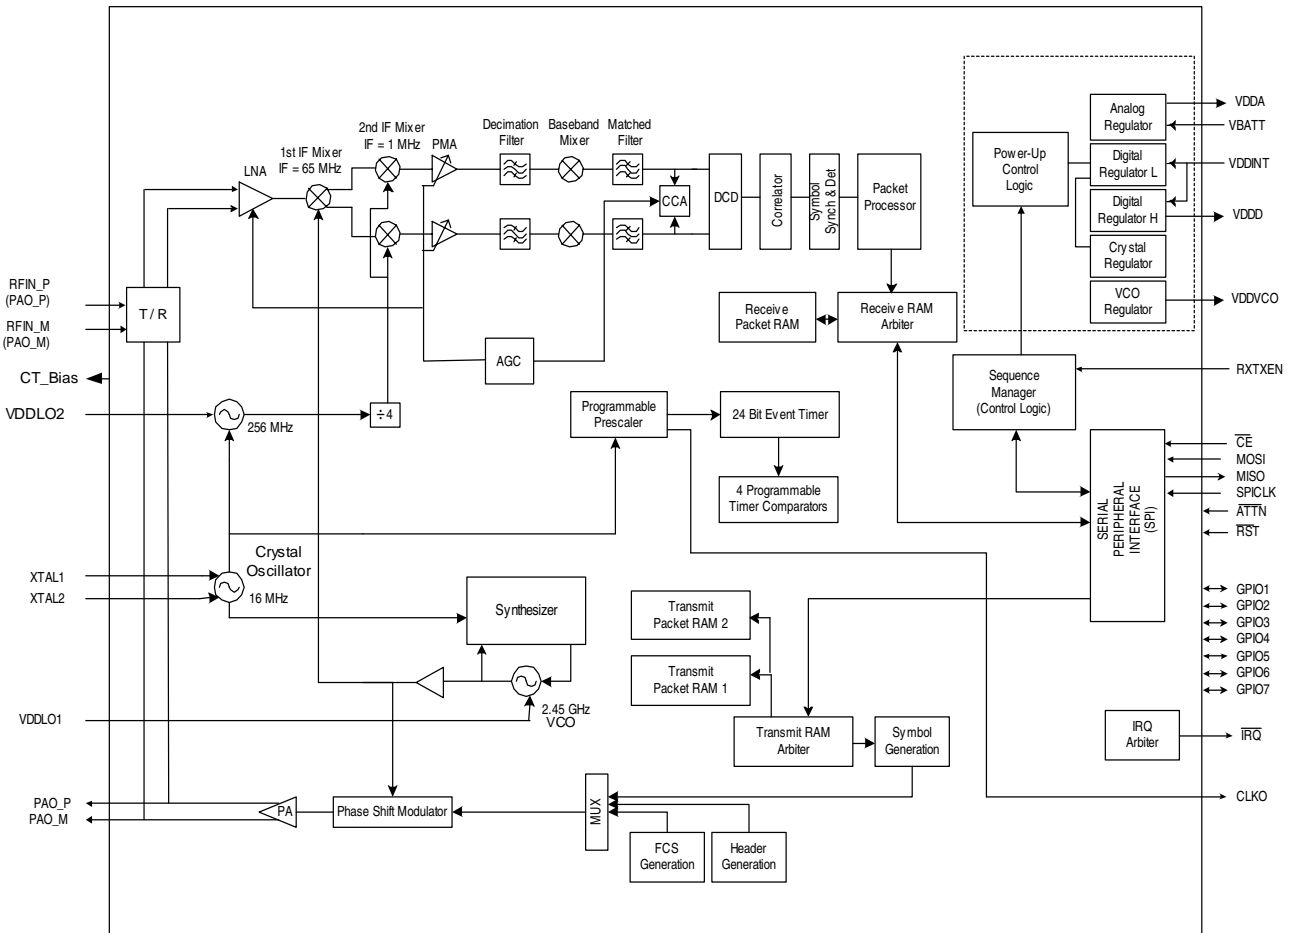 2nd IF Mixer
IF = 1 MHz
1st IF Mixer
IF = 65 MHz
LNA
PMA
Decimation
Filter
Baseband
Mixer
Matched
Filter
CCA
DCD
Correlator
Symbol
Synch & Det
Packet
Processor
Power-Up
Control
Logic
Analog
Regulator
Digital
Regulator L
Digital
Regulator H
Crystal
Regulator
VCO
Regulator
VDDA
VBATT
VDDINT
VDDD
VDDVCO
RFIN_P
(PAO_P)
RFIN_M
(PAO_M)
T / R
CT_Bias
VDDLO2
256 MHz
÷4
AGC
Receive
Packet RAM
Receive RAM
Arbiter
Sequence
Manager
(Control Logic)
RXTXEN
Programmable
Prescaler
24 Bit Event Timer
4 Programmable
Timer Comparators
SERIAL
PERIPHERAL
INTERFACE
(SPI)
CE
MOSI
MISO
SPICLK
ATTN
RST
XTAL1
XTAL2
Crystal
Oscillator
16 MHz
Synthesizer
2.45 GHz
VCO
VDDLO1
Transmit
Packet RAM 2
Transmit
Packet RAM 1
Transmit RAM
Arbiter
Symbol
Generation
GPIO1
GPIO2
GPIO3
GPIO4
GPIO5
GPIO6
GPIO7
IRQ
Arbiter
IRQ
CLKO
PAO_P
PAO_M
PA
Phase Shift Modulator
MUX
FCS
Generation
Header
Generation